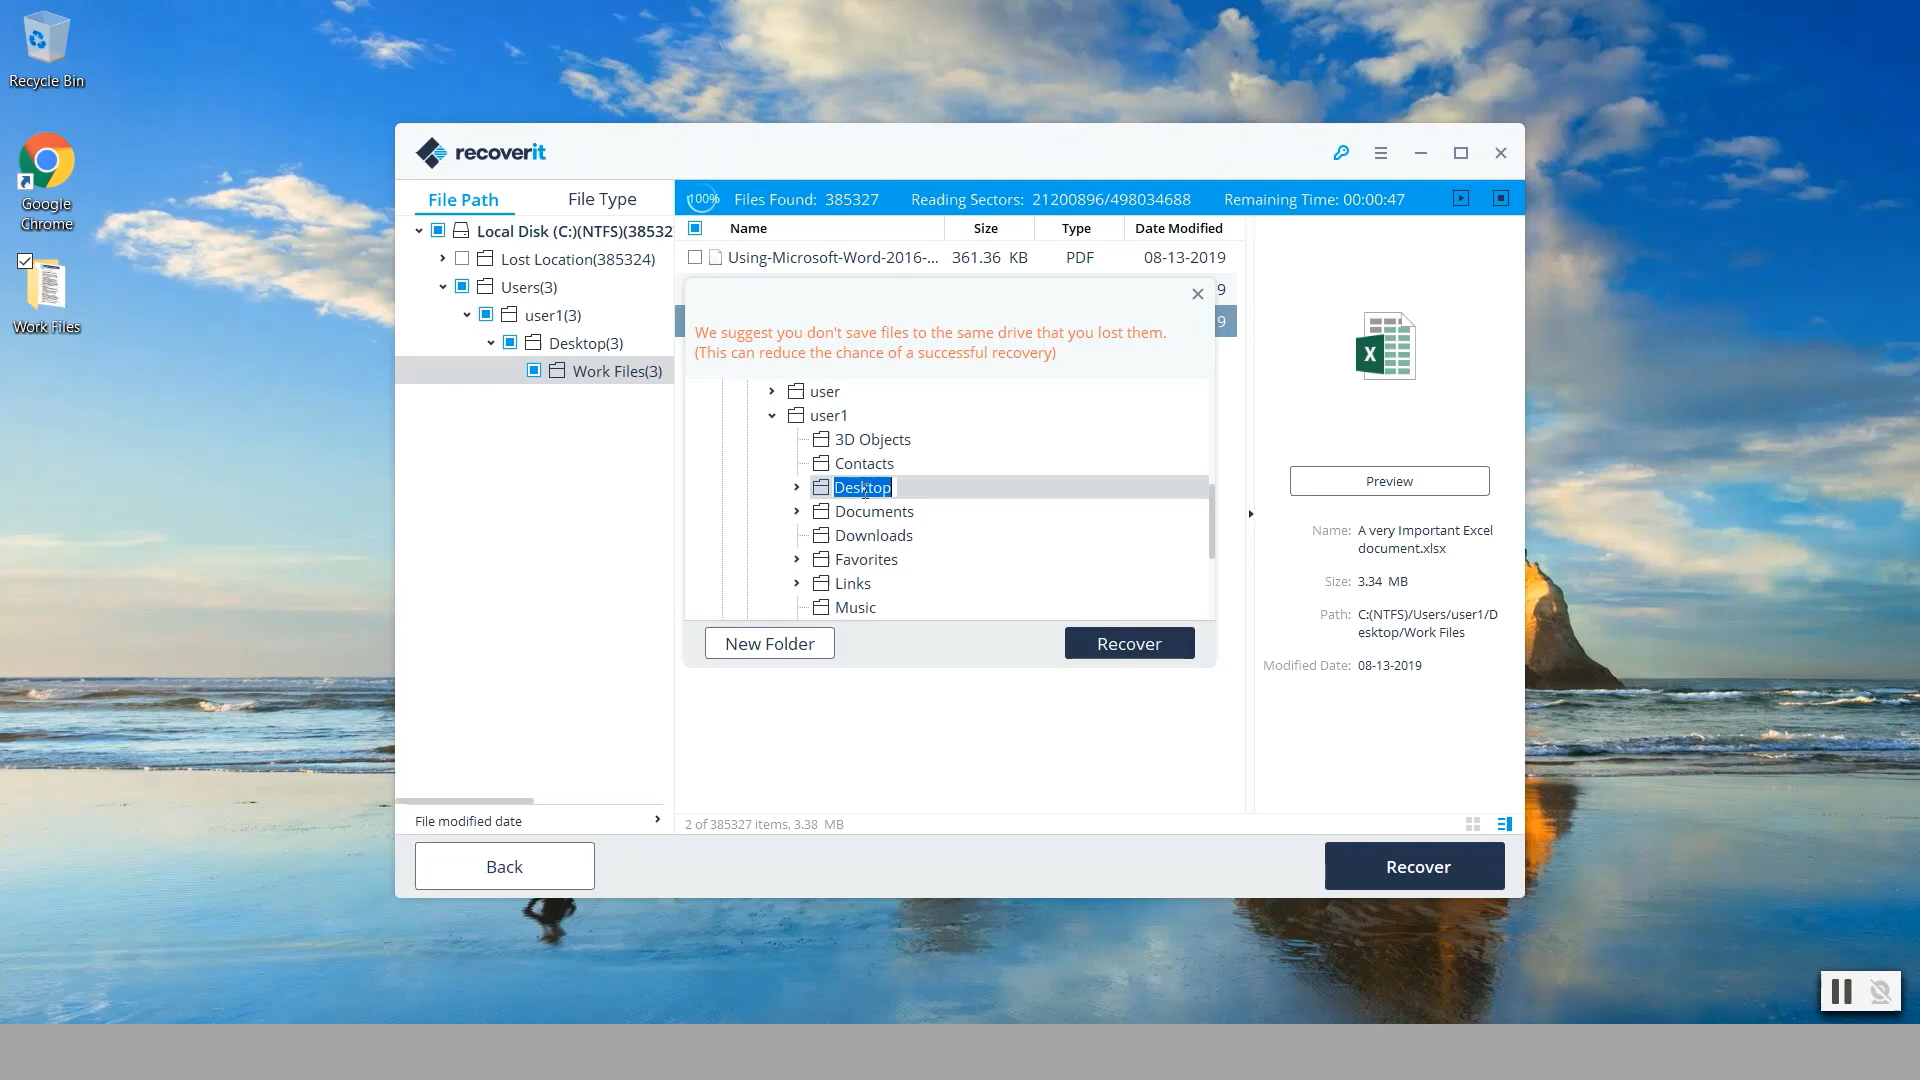 Recycle Bin
Google
Chrome
Work Files
recoverit
File Path
File Type
100%
Files Found: 385327
Reading Sectors: 21200896/498034688
Remaining Time: 00:00:47
Local Disk (C:)(NTFS)(38532
Lost Location(385324)
Users(3)
user1(3)
Desktop(3)
Work Files(3)
Name
Size
Type
Date Modified
Using-Microsoft-Word-2016-...
361.36 KB
PDF
08-13-2019
9
9
We suggest you don't save files to the same drive that you lost them.
(This can reduce the chance of a successful recovery)
user
user1
3D Objects
Contacts
Desktop
Documents
Downloads
Favorites
Links
Music
New Folder
Recover
X
Preview
Name: A very Important Excel
document.xlsx
Size: 3.34 MB
Path: C:(NTFS)/Users/user1/D
esktop/Work Files
Modified Date: 08-13-2019
File modified date
2 of 385327 items, 3.38 MB
Back
Recover